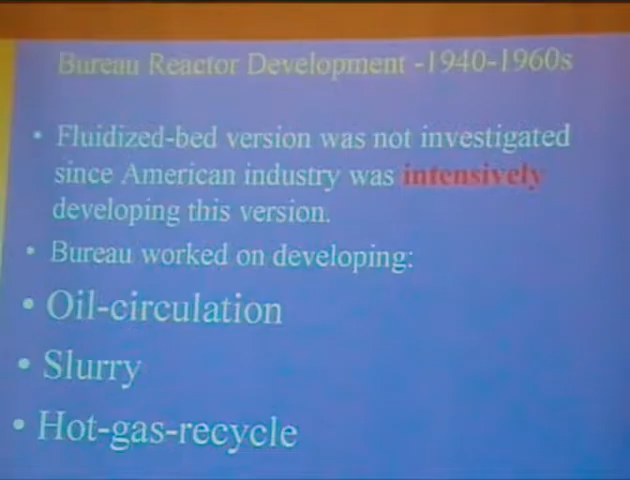 Bureau Reactor Development -1940-1960s
• Fluidized-bed version was not investigated
since American industry was intensively
developing this version.
• Bureau worked on developing:
• Oil-circulation
• Slurry
• Hot-gas-recycle